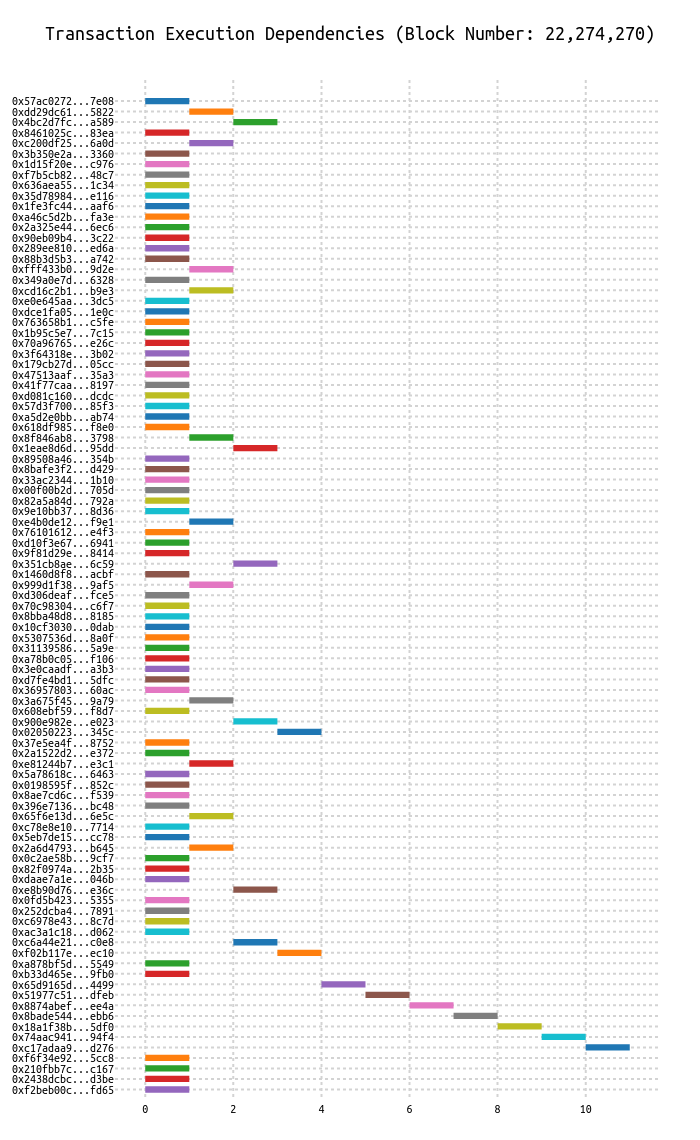 Transaction Execution Dependencies (Block Number: 22,274,270)
0x57ac0272...7e08
0xdd29dc61...5822
0x4bc2d7fc...a589
0x8461025c...83ea
0xc200df25...6a0d
0x3b350e2a...3360
0x1d15f20e...c976
0xf7b5cb82...48c7
0x636aea55...1c34
0x35d78984...e116
0x1fe3fc44...aaf6
0xa46c5d2b...fa3e
0x2a325e44...6ec6
0x90eb09b4...3c22
0x289ee810...ed6a
0x88b3d5b3...a742
0xfff433b0...9d2e
0x349a0e7d...6328
0xcd16c2b1...b9e3
0xe0e645aa...3dc5
0xdce1fa05...1e0c
0x763658b1...c5fe
0x1b95c5e7...7c15
0x70a96765...e26c
0x3f64318e...3b02
0x179cb27d...05cc
0x47513aaf...35a3
0x41f77caa...8197
0xd081c160...dcdc
0x57d3f700...85f3
0xa5d2e0bb...ab74
0x618df985...f8e0
0x8f846ab8...3798
0x1eae8d6d...95dd
0x89508a46...354b
0x8bafe3f2...d429
0x33ac2344...1b10
0x00f00b2d...705d
0x82a5a84d...792a
0x9e10bb37...8d36
0xe4b0de12...f9e1
0x76101612...e4f3
0xd10f3e67...6941
0x9f81d29e...8414
0x351cb8ae...6c59
0x1460d8f8...acbf
0x999d1f38...9af5
0xd306deaf...fce5
0x70c98304...c6f7
0x8bba48d8...8185
0x10cf3030...0dab
0x5307536d...8a0f
0x31139586...5a9e
0xa78b0c05...f106
0x3e0caadf...a3b3
0xd7fe4bd1...5dfc
0x36957803...60ac
0x3a675f45...9a79
0x608ebf59...f8d7
0x900e982e...e023
0x02050223...345c
0x37e5ea4f...8752
0x2a1522d2...e372
0xe81244b7...e3c1
0x5a78618c...6463
0x0198595f...852c
0x8ae7cd6c...f539
0x396e7136...bc48
0x65f6e13d...6e5c
0xc78e8e10...7714
0x5eb7de15...cc78
0x2a6d4793...b645
0x0c2ae58b...9cf7
0x82f0974a...2b35
0xdaae7a1e...046b
0xe8b90d76...e36c
0x0fd5b423...5355
0x252dcba4...7891
0xc6978e43...8c7d
0xac3a1c18...d062
0xc6a44e21...c0e8
0xf02b117e...ec10
0xa878bf5d...5549
0xb33d465e...9fb0
0x65d9165d...4499
0x51977c51...dfeb
0x8874abef...ee4a
0x8bade544...ebb6
0x18a1f38b...5df0
0x74aac941...94f4
0xc17adaa9...d276
0xf6f34e92...5cc8
0x210fbb7c...c167
0x2438dcbc...d3be
0xf2beb00c...fd65
0 2 4 6 8 10